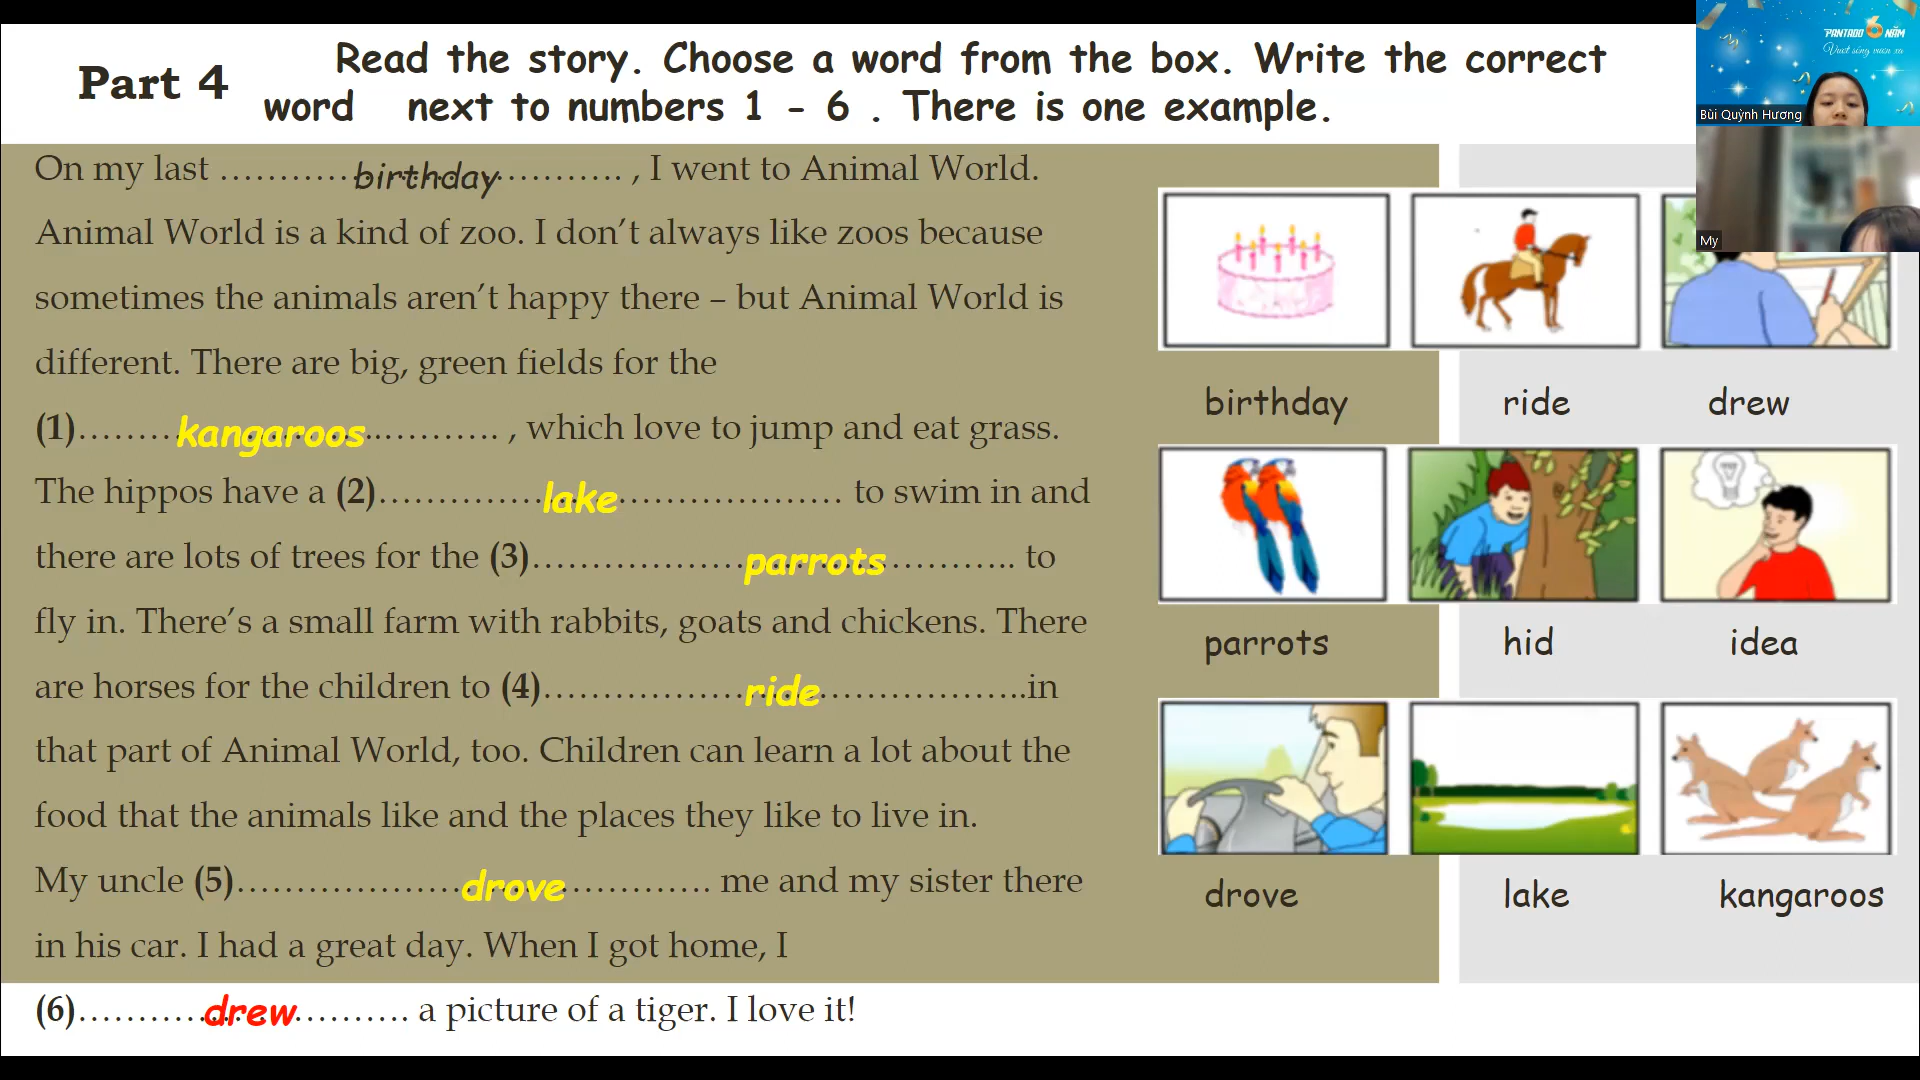 Part 4
Read the story. Choose a word from the box. Write the correct
word next to numbers 1 - 6 . There is one example.
On my last ……………birthday……………. , I went to Animal World.
Animal World is a kind of zoo. I don’t always like zoos because
sometimes the animals aren’t happy there – but Animal World is
different. There are big, green fields for the
(1)………kangaroos………. , which love to jump and eat grass.
The hippos have a (2)……………lake……………… to swim in and
there are lots of trees for the (3)………………parrots………….. to
fly in. There’s a small farm with rabbits, goats and chickens. There
are horses for the children to (4)………………ride………………..in
that part of Animal World, too. Children can learn a lot about the
food that the animals like and the places they like to live in.
My uncle (5)………………drove…………. me and my sister there
in his car. I had a great day. When I got home, I
(6)…………drew………. a picture of a tiger. I love it!
birthday ride drew
parrots hid idea
drove lake kangaroos
PANTADO 6 NĂM
Vươt sóng vươn xa
Bùi Quỳnh Hương
My